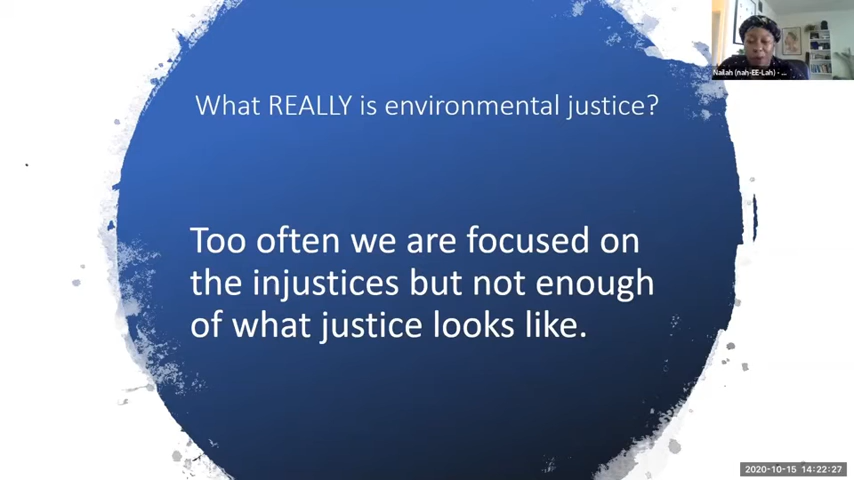 What REALLY is environmental justice?
Too often we are focused on
the injustices but not enough
of what justice looks like.
Nailah (nah-EE-Lah) - ...
2020-10-15 14:22:27